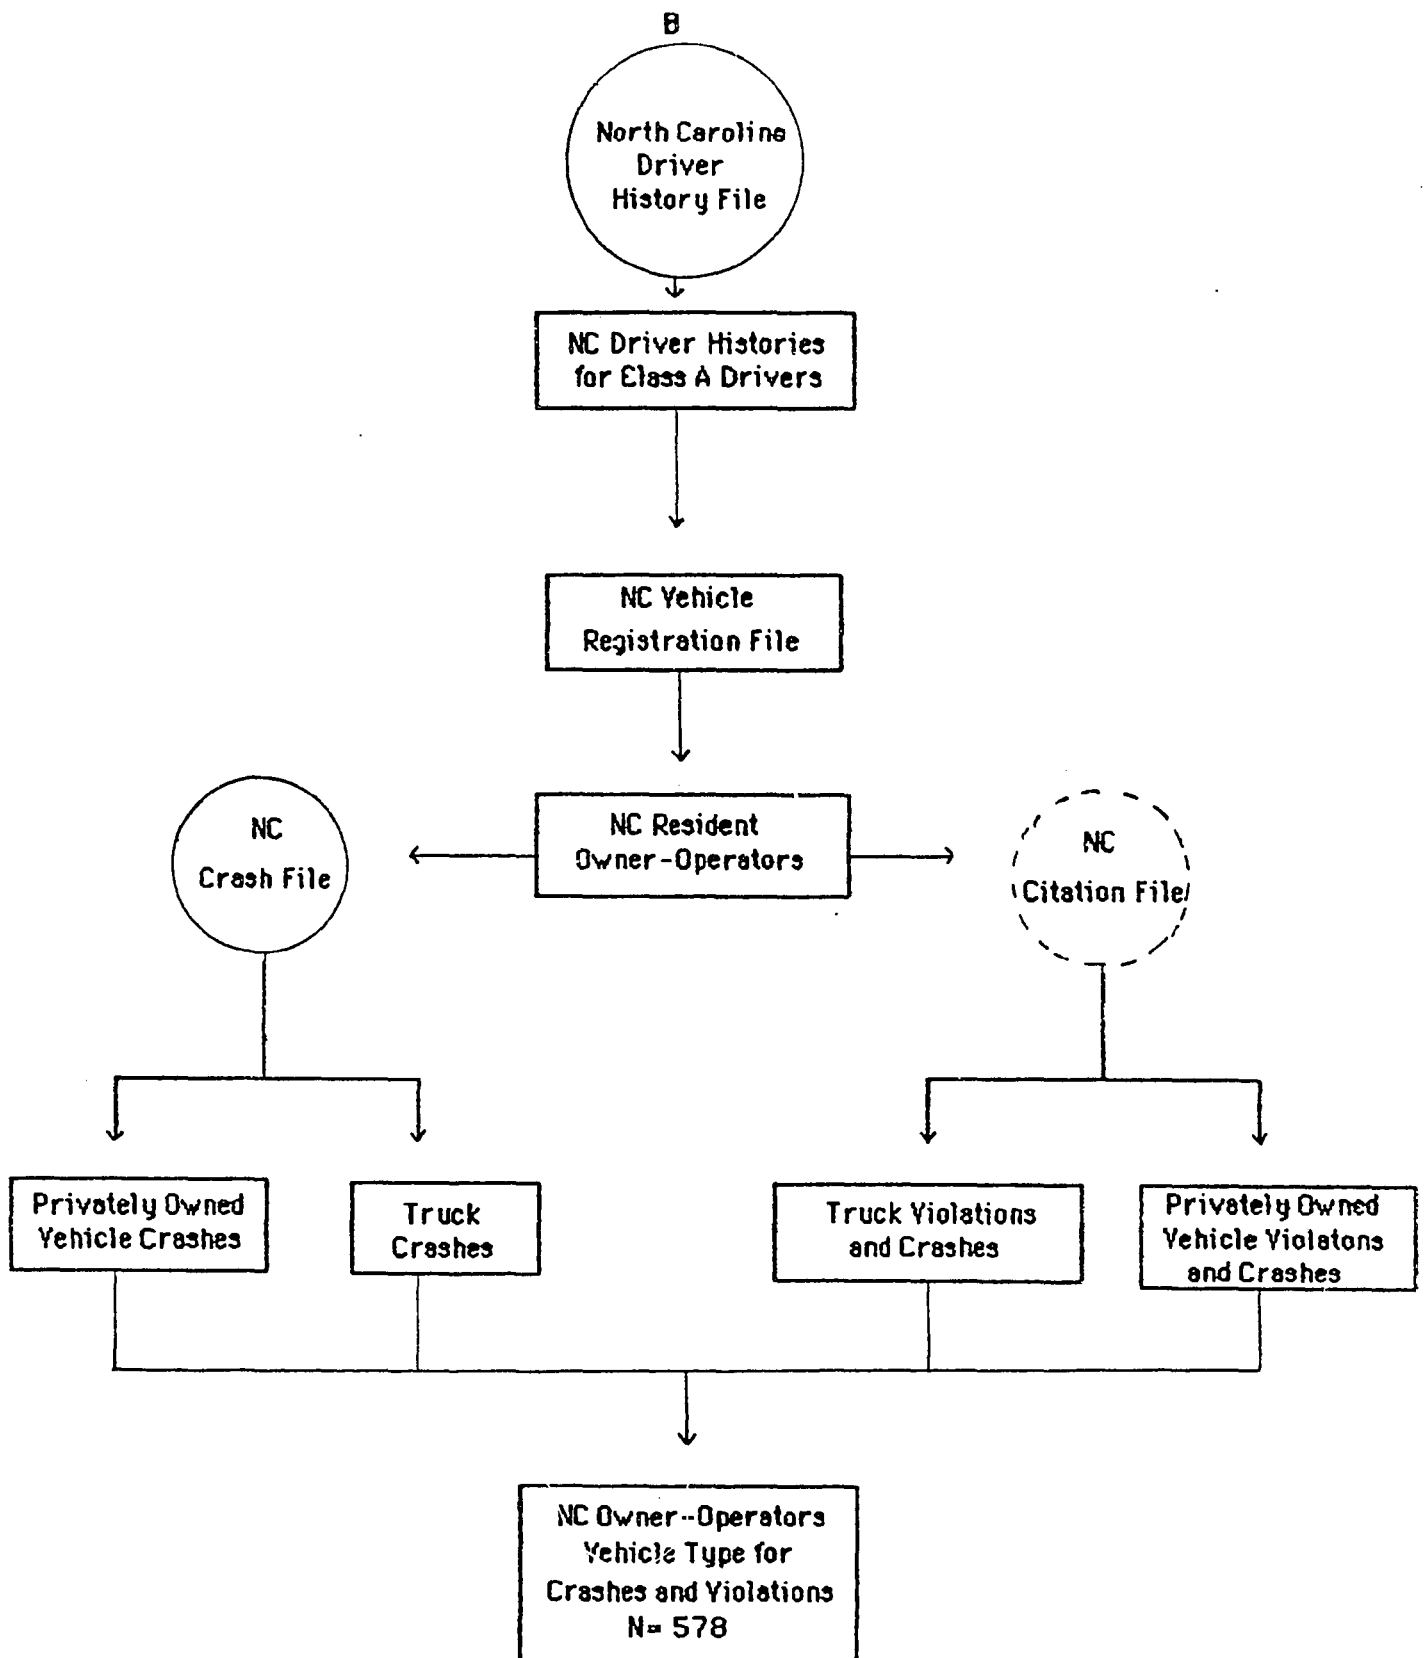 B
North Carolina
Driver
History File
NC Driver Histories
for Class A Drivers
NC Vehicle
Registration File
NC Resident
Owner-Operators
NC
Crash File
NC
Citation File
Privately Owned
Vehicle Crashes
Truck
Crashes
Truck Violations
and Crashes
Privately Owned
Vehicle Violatons
and Crashes
NC Owner--Operators
Vehicle Type for
Crashes and Violations
N= 578